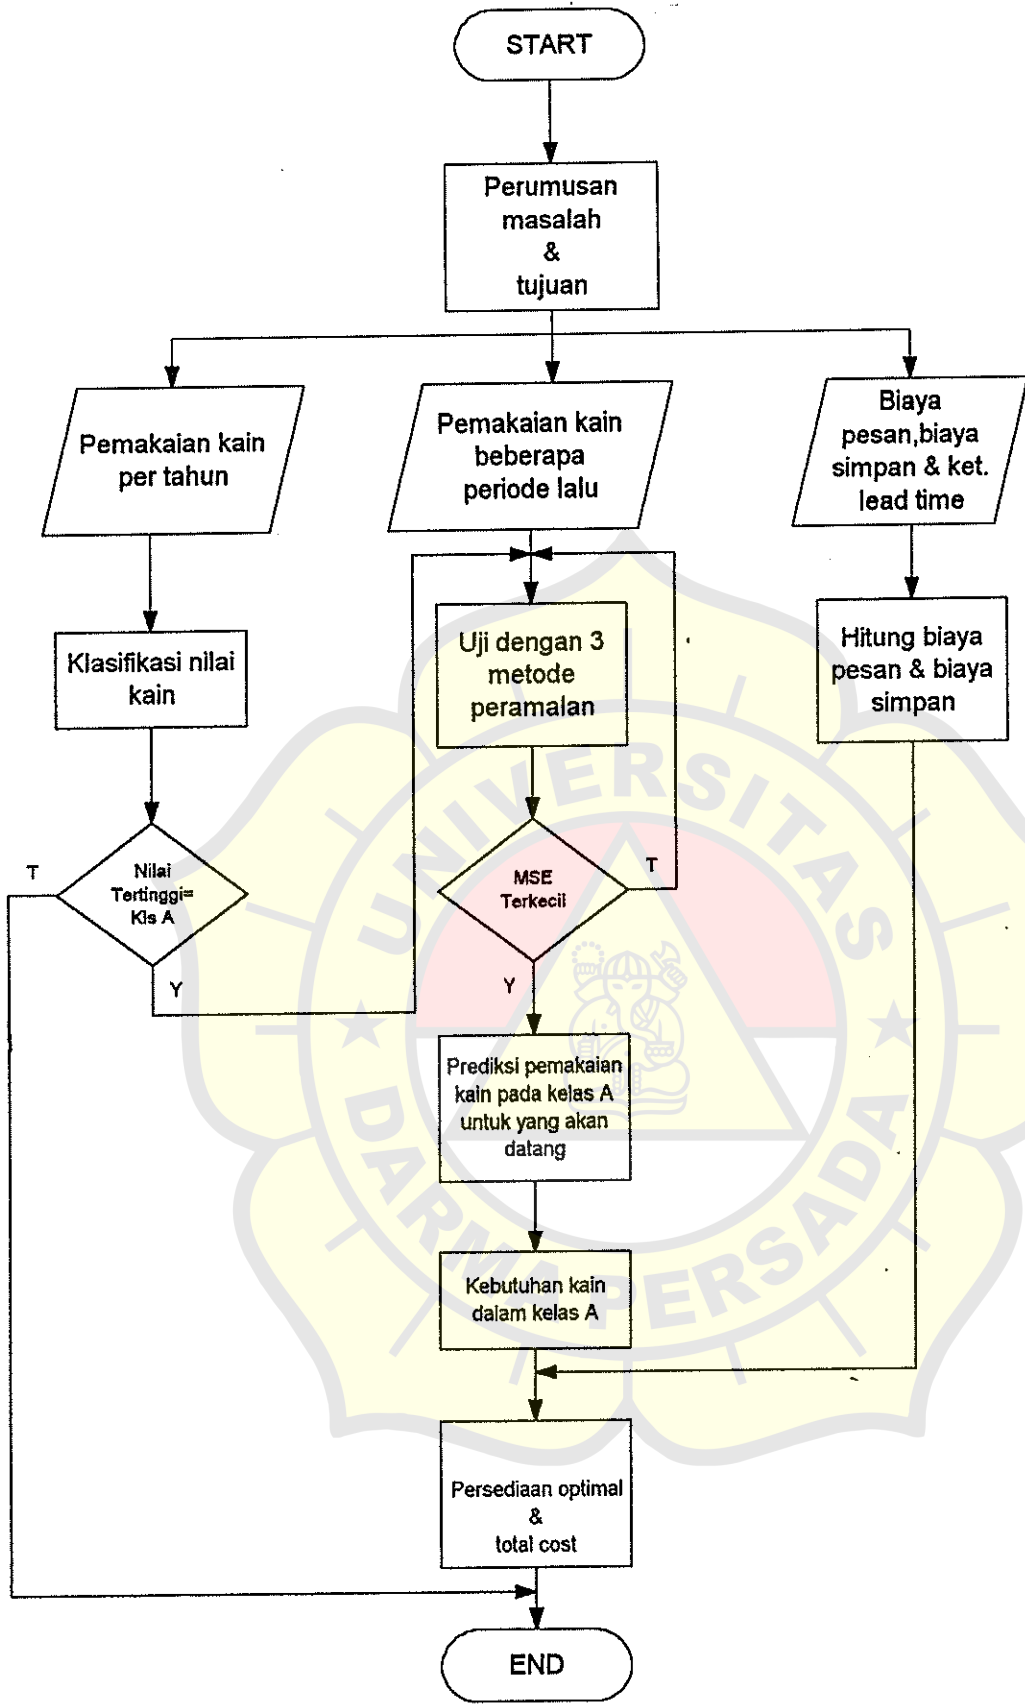 START
Perumusan
masalah
&
tujuan
Pemakaian kain
per tahun
Pemakaian kain
beberapa
periode lalu
Biaya
pesan,biaya
simpan & ket.
lead time
Klasifikasi nilai
kain
Uji dengan 3
metode
peramalan
Hitung biaya
pesan & biaya
simpan
Nilai
Tertinggi=
Kls A
T
Y
MSE
Terkecil
T
Y
Prediksi pemakaian
kain pada kelas A
untuk yang akan
datang
Kebutuhan kain
dalam kelas A
Persediaan optimal
&
total cost
END
UNIVERSITAS
DARMA PERSADA